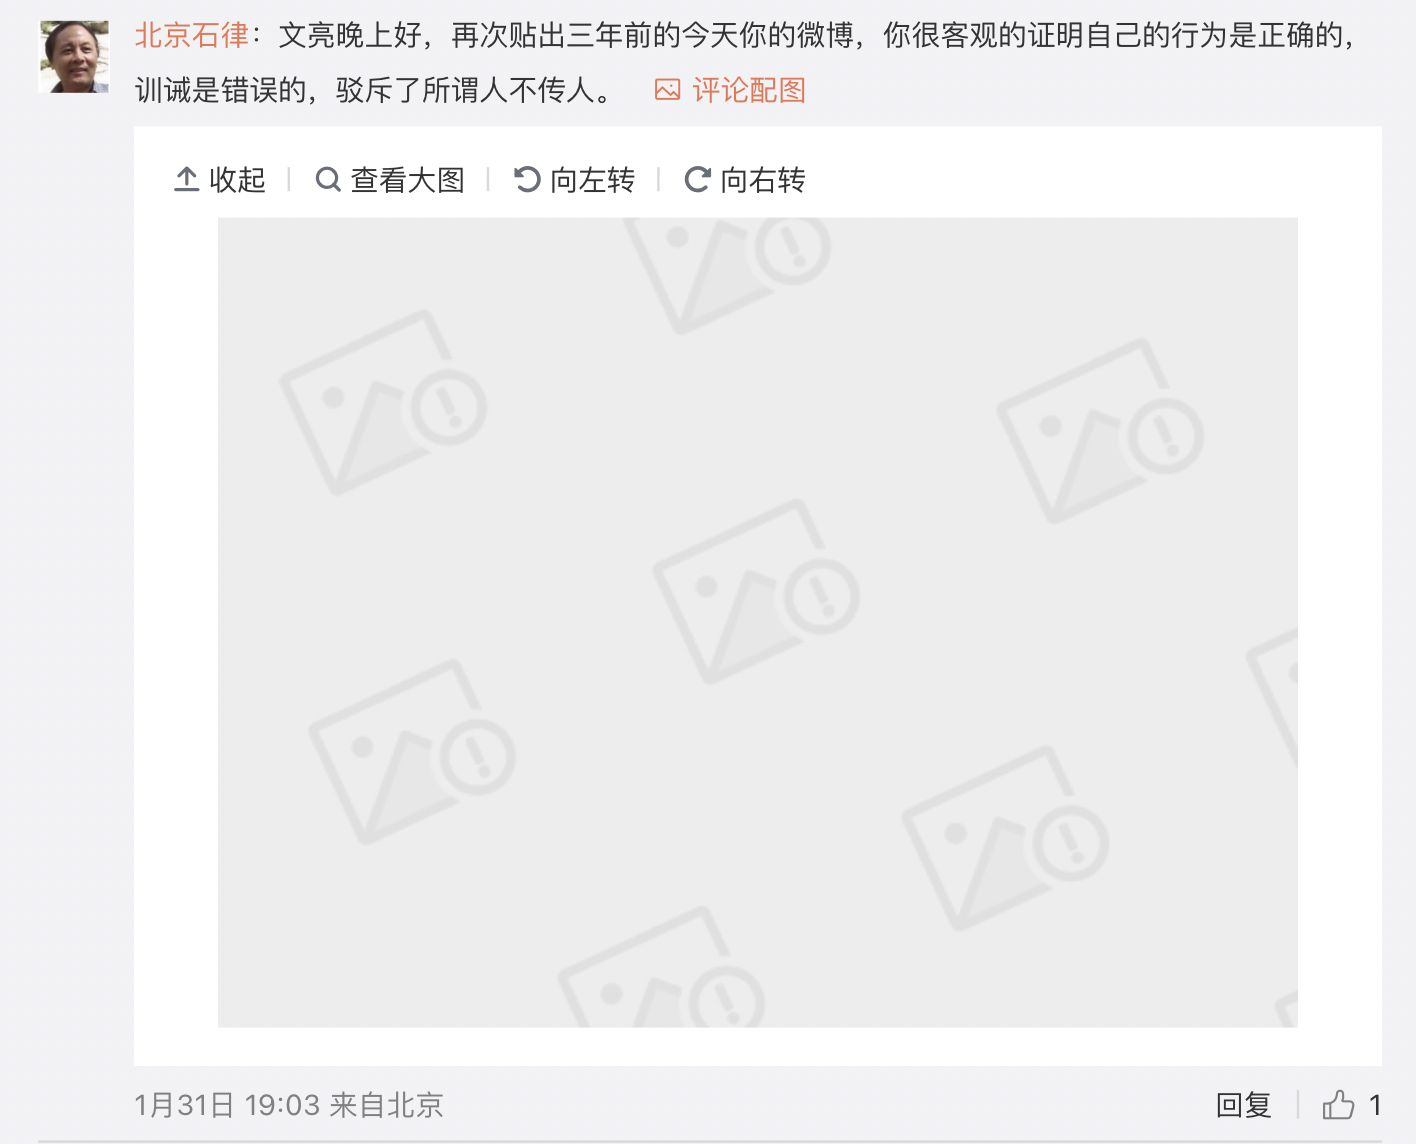 北京石律：文亮晚上好，再次贴出三年前的今天你的微博，你很客观的证明自己的行为是正确的，
训诫是错误的，驳斥了所谓人不传人。 评论配图
收起 查看大图 向左转 向右转
1月31日 19:03 来自北京 回复 1